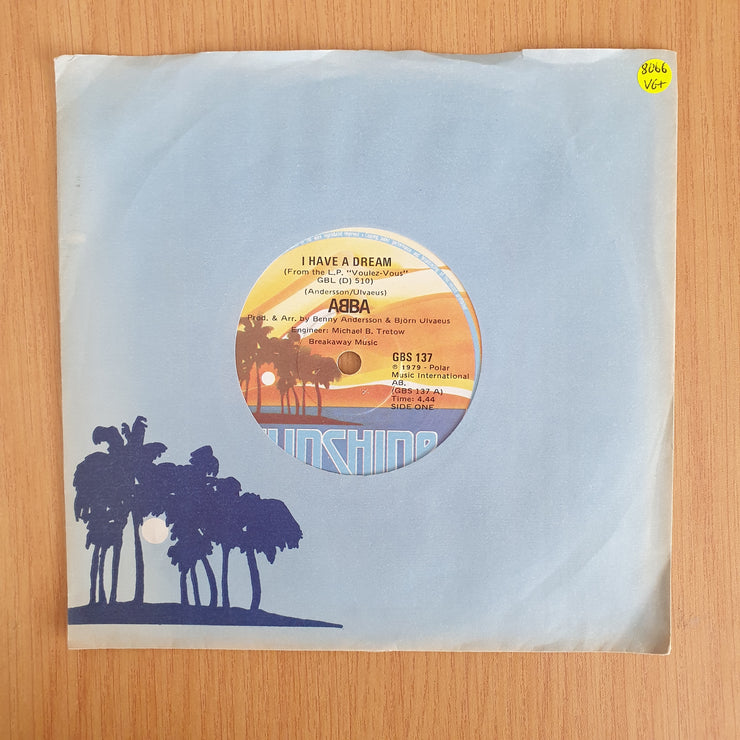 8066
VG+
I HAVE A DREAM
(From the L.P. "Voulez-Vous"
GBL (D) 510)
(Andersson/Ulvaeus)
ABBA
Prod. & Arr. by Benny Andersson & Björn Ulvaeus
Engineer: Michael B. Tretow
Breakaway Music
GBS 137
℗ 1979 - Polar
Music International
AB.
(GBS 137 A)
Time: 4,44
SIDE ONE
SUNSHINE